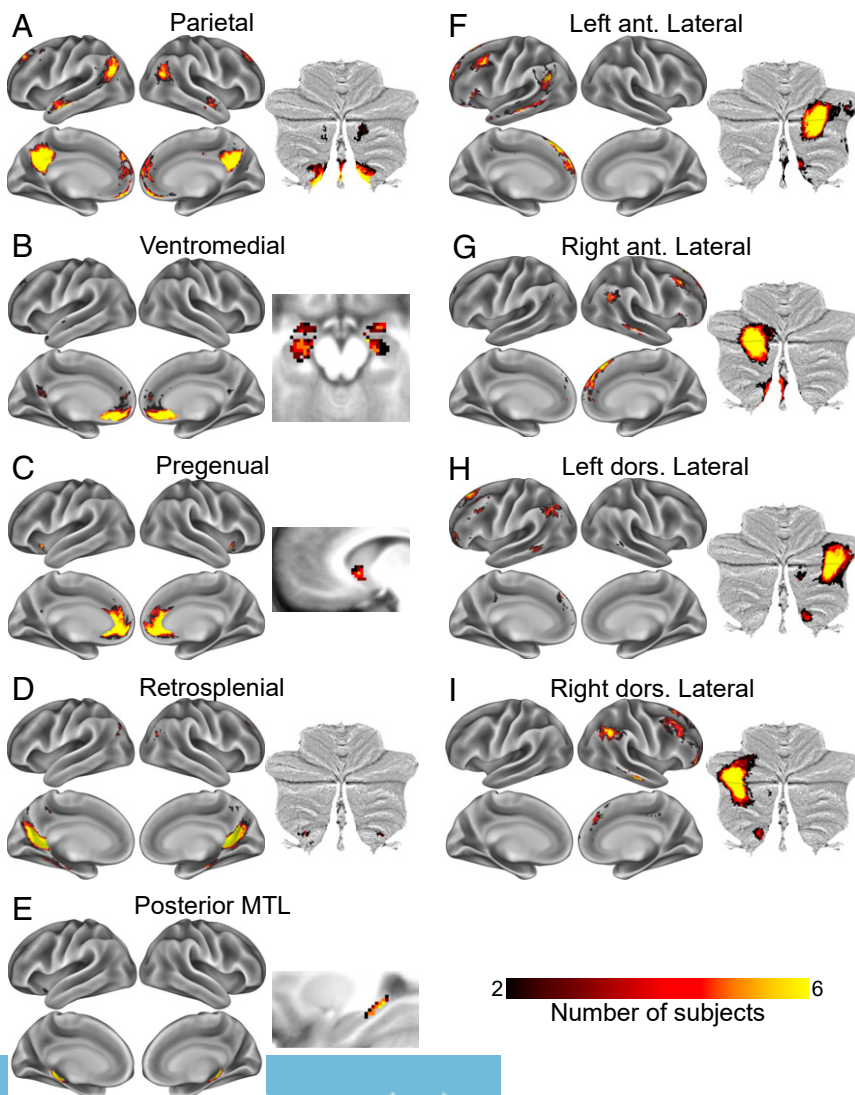 A Parietal
F Left ant. Lateral
B Ventromedial
G Right ant. Lateral
C Pregenual
H Left dors. Lateral
D Retrosplenial
I Right dors. Lateral
E Posterior MTL
2 6
Number of subjects